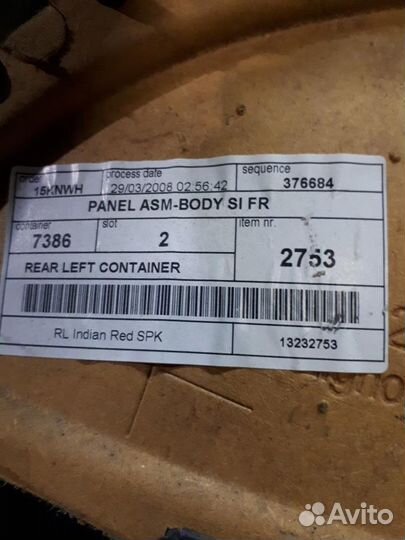 order
15KNWH
process date
29/03/2008 02:56:42
sequence
376684
PANEL ASM-BODY SI FR
container
7386
slot
2
item nr.
2753
REAR LEFT CONTAINER
RL Indian Red SPK
13232753
Avito